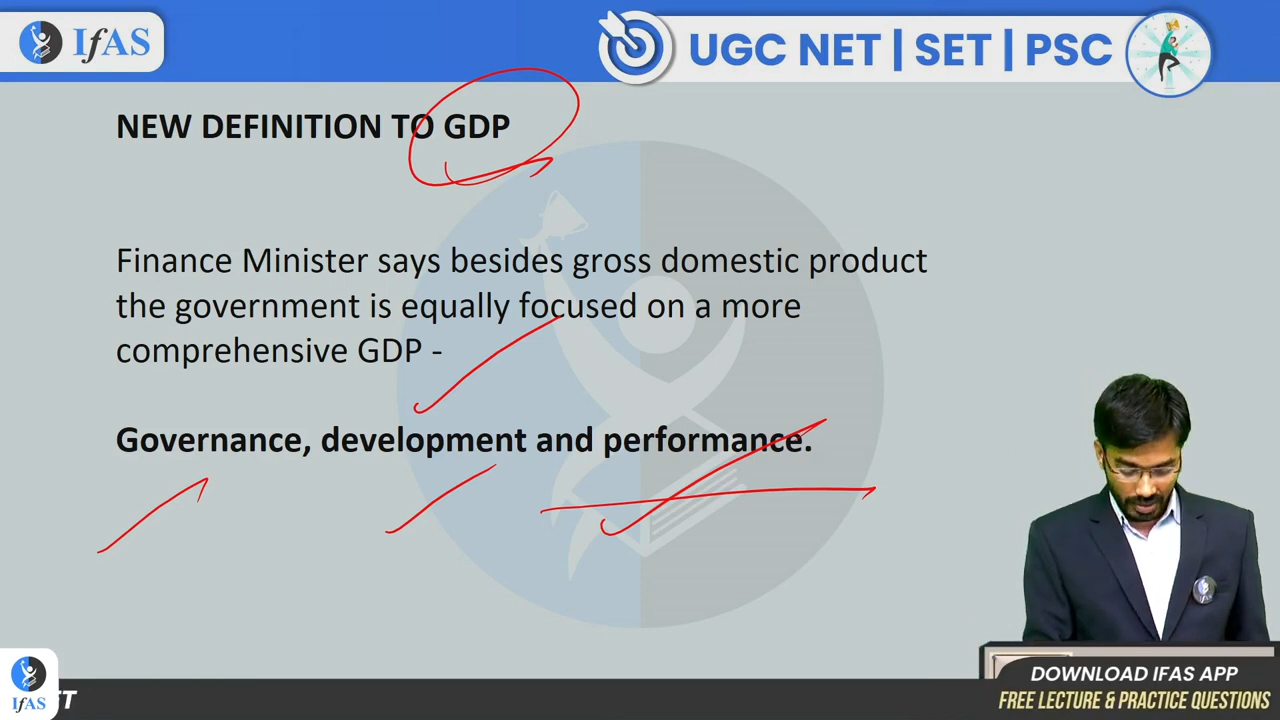 IfAS
UGC NET | SET | PSC
NEW DEFINITION TO GDP
Finance Minister says besides gross domestic product
the government is equally focused on a more
comprehensive GDP -
Governance, development and performance.
DOWNLOAD IFAS APP
FREE LECTURE & PRACTICE QUESTIONS
IfAS
ET